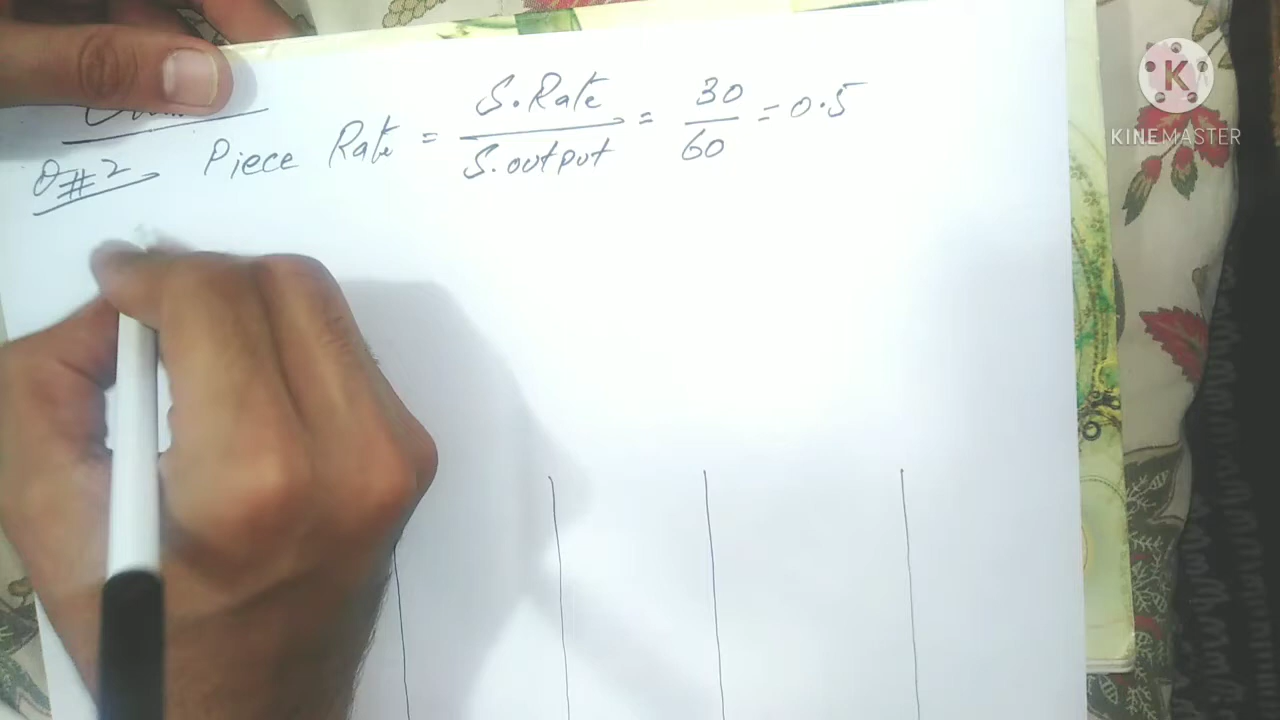 Q#2 Piece Rate = S.Rate / S.output = 30 / 60 = 0.5
K
KINEMASTER